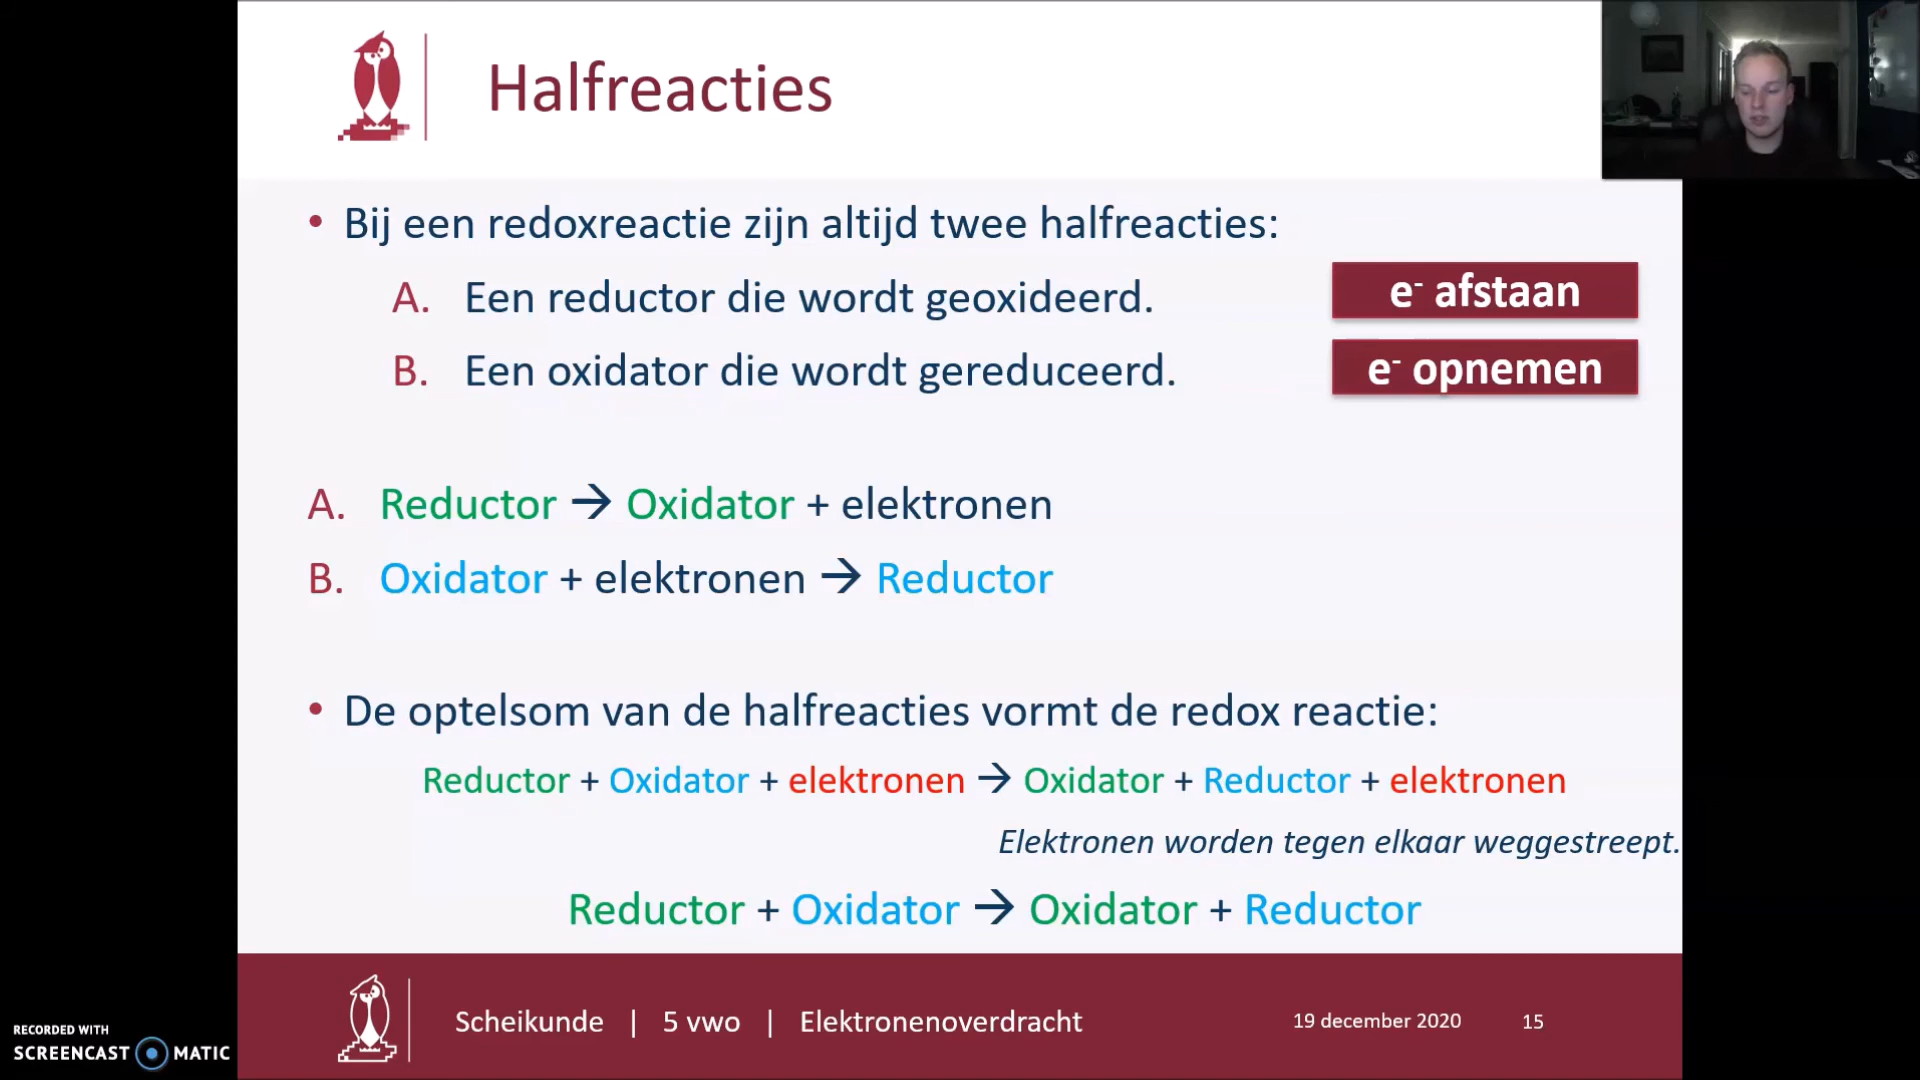 Halfreacties
• Bij een redoxreactie zijn altijd twee halfreacties:
A. Een reductor die wordt geoxideerd.
e⁻ afstaan
B. Een oxidator die wordt gereduceerd.
e⁻ opnemen
A. Reductor → Oxidator + elektronen
B. Oxidator + elektronen → Reductor
• De optelsom van de halfreacties vormt de redox reactie:
Reductor + Oxidator + elektronen → Oxidator + Reductor + elektronen
Elektronen worden tegen elkaar weggestreept.
Reductor + Oxidator → Oxidator + Reductor
Scheikunde | 5 vwo | Elektronenoverdracht
19 december 2020
15
RECORDED WITH
SCREENCAST MATIC